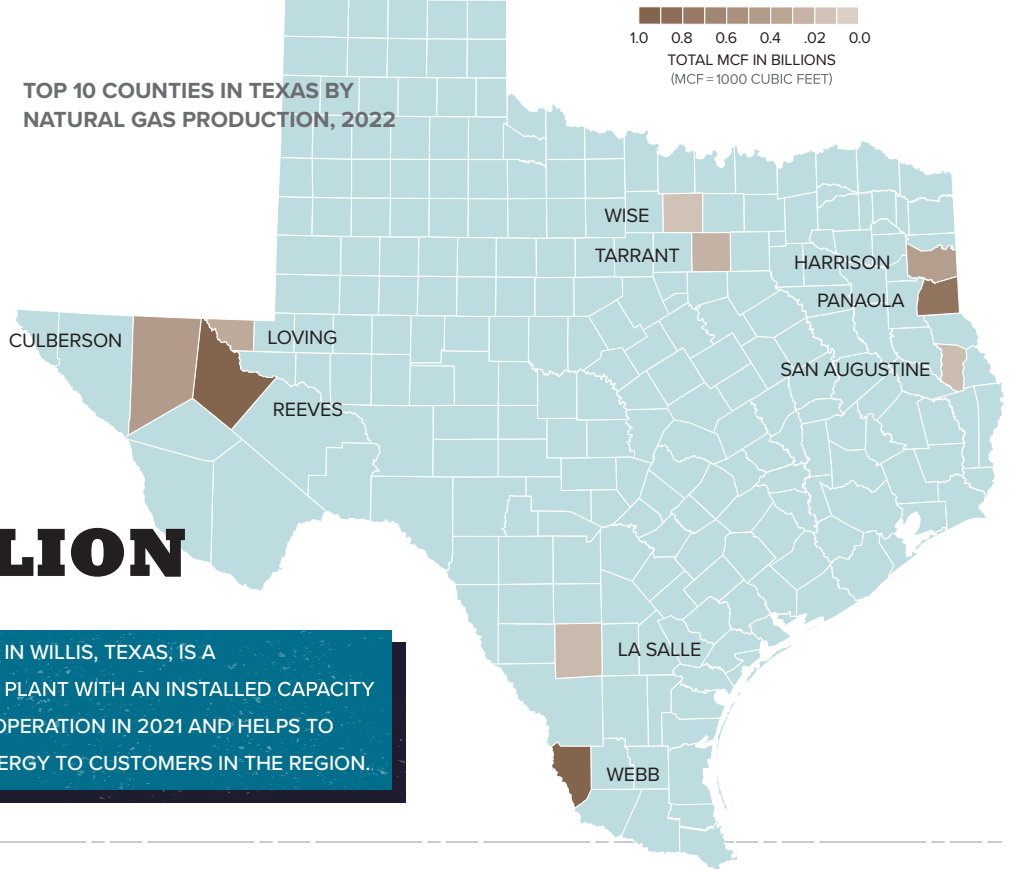 1.0 0.8 0.6 0.4 .02 0.0
TOTAL MCF IN BILLIONS
(MCF = 1000 CUBIC FEET)
TOP 10 COUNTIES IN TEXAS BY
NATURAL GAS PRODUCTION, 2022
WISE
TARRANT
HARRISON
PANAOLA
CULBERSON
LOVING
SAN AUGUSTINE
REEVES
LION
IN WILLIS, TEXAS, IS A
PLANT WITH AN INSTALLED CAPACITY
OPERATION IN 2021 AND HELPS TO
ERGY TO CUSTOMERS IN THE REGION.
LA SALLE
WEBB